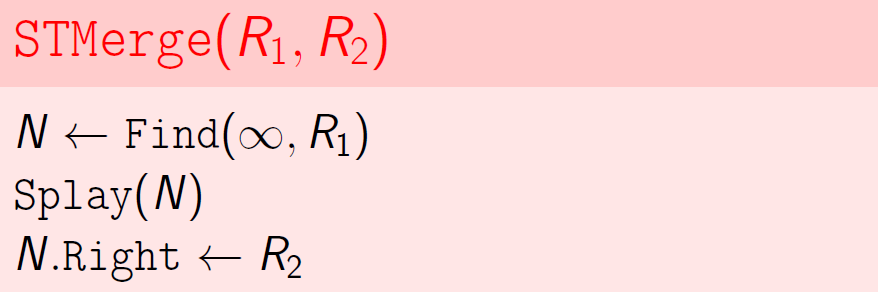 STMerge(R₁, R₂)
N ← Find(∞, R₁)
Splay(N)
N.Right ← R₂